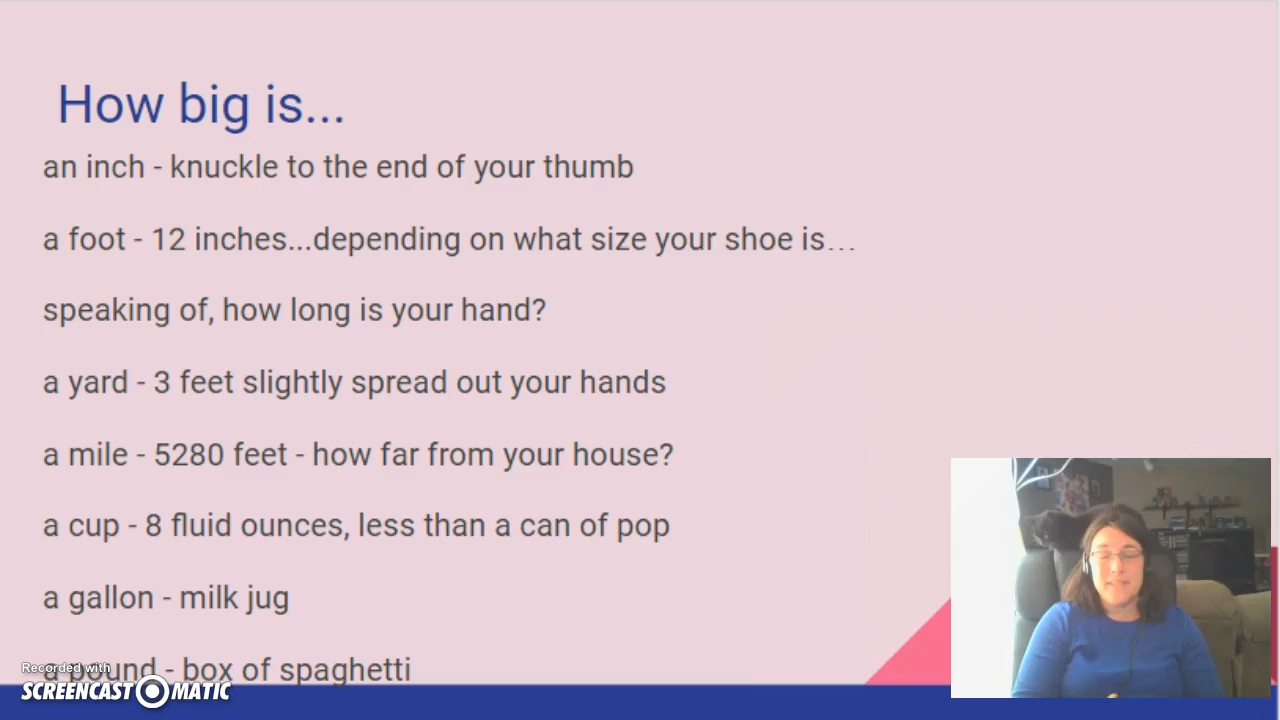 How big is...
an inch - knuckle to the end of your thumb
a foot - 12 inches...depending on what size your shoe is...
speaking of, how long is your hand?
a yard - 3 feet slightly spread out your hands
a mile - 5280 feet - how far from your house?
a cup - 8 fluid ounces, less than a can of pop
a gallon - milk jug
a pound - box of spaghetti
Recorded with
SCREENCAST MATIC